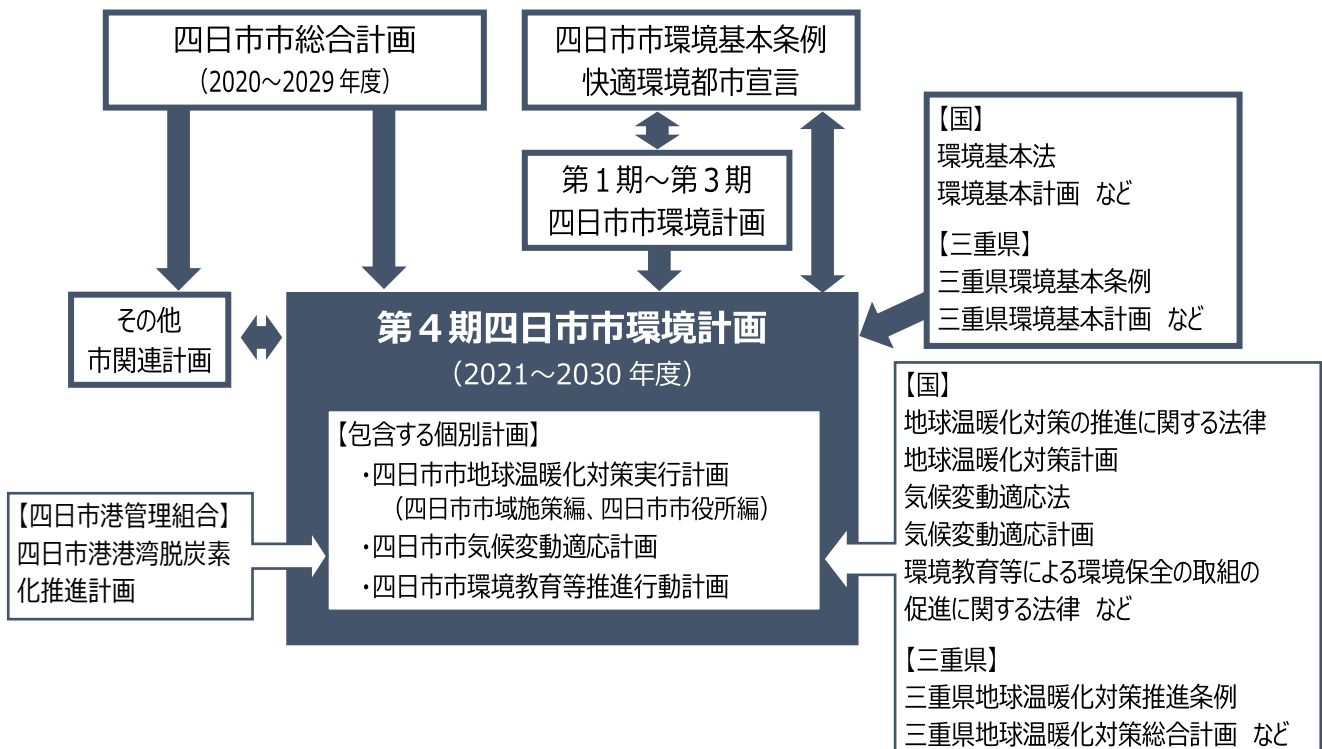 四日市市総合計画
（2020～2029 年度）
四日市市環境基本条例
快適環境都市宣言
第１期～第３期
四日市市環境計画
【国】
環境基本法
環境基本計画　など
【三重県】
三重県環境基本条例
三重県環境基本計画　など
その他
市関連計画
第４期四日市市環境計画
（2021～2030 年度）
【包含する個別計画】
・四日市市地球温暖化対策実行計画
（四日市市域施策編、四日市市役所編）
・四日市市気候変動適応計画
・四日市市環境教育等推進行動計画
【四日市港管理組合】
四日市港港湾脱炭素
化推進計画
【国】
地球温暖化対策の推進に関する法律
地球温暖化対策計画
気候変動適応法
気候変動適応計画
環境教育等による環境保全の取組の
促進に関する法律　など
【三重県】
三重県地球温暖化対策推進条例
三重県地球温暖化対策総合計画　など